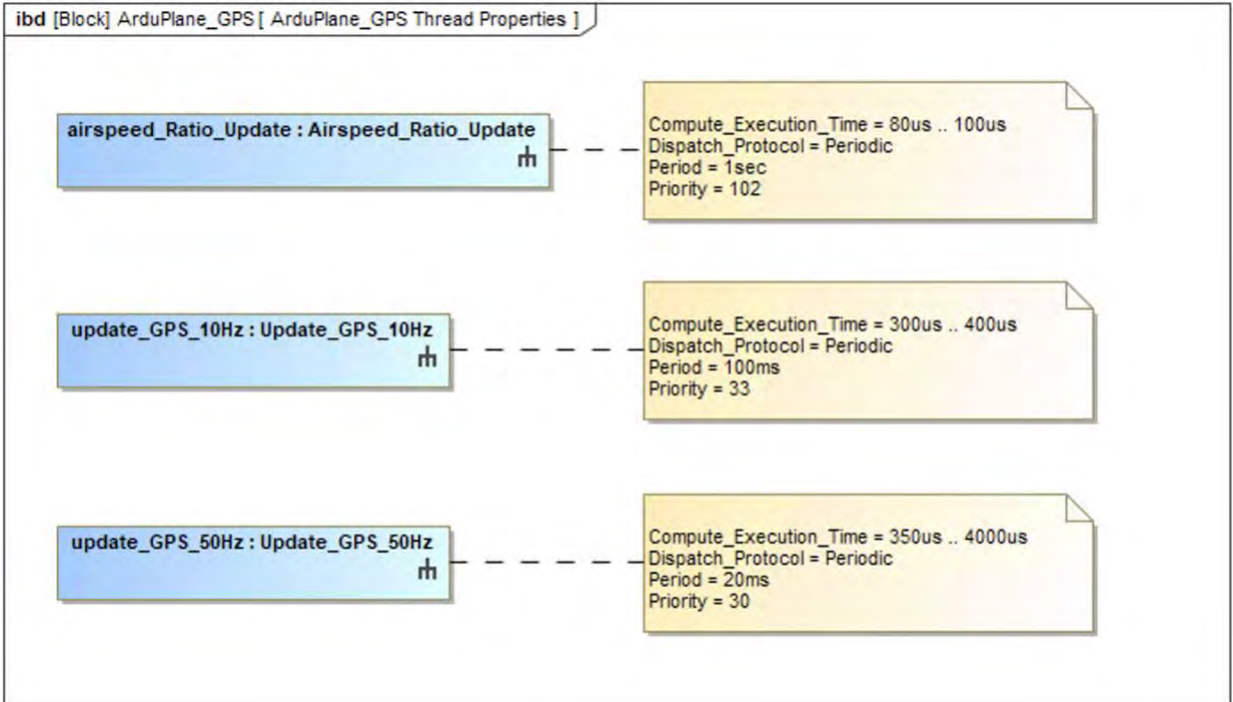 ibd [Block] ArduPlane_GPS [ ArduPlane_GPS Thread Properties ]
airspeed_Ratio_Update : Airspeed_Ratio_Update
Compute_Execution_Time = 80us .. 100us
Dispatch_Protocol = Periodic
Period = 1sec
Priority = 102
update_GPS_10Hz : Update_GPS_10Hz
Compute_Execution_Time = 300us .. 400us
Dispatch_Protocol = Periodic
Period = 100ms
Priority = 33
update_GPS_50Hz : Update_GPS_50Hz
Compute_Execution_Time = 350us .. 4000us
Dispatch_Protocol = Periodic
Period = 20ms
Priority = 30